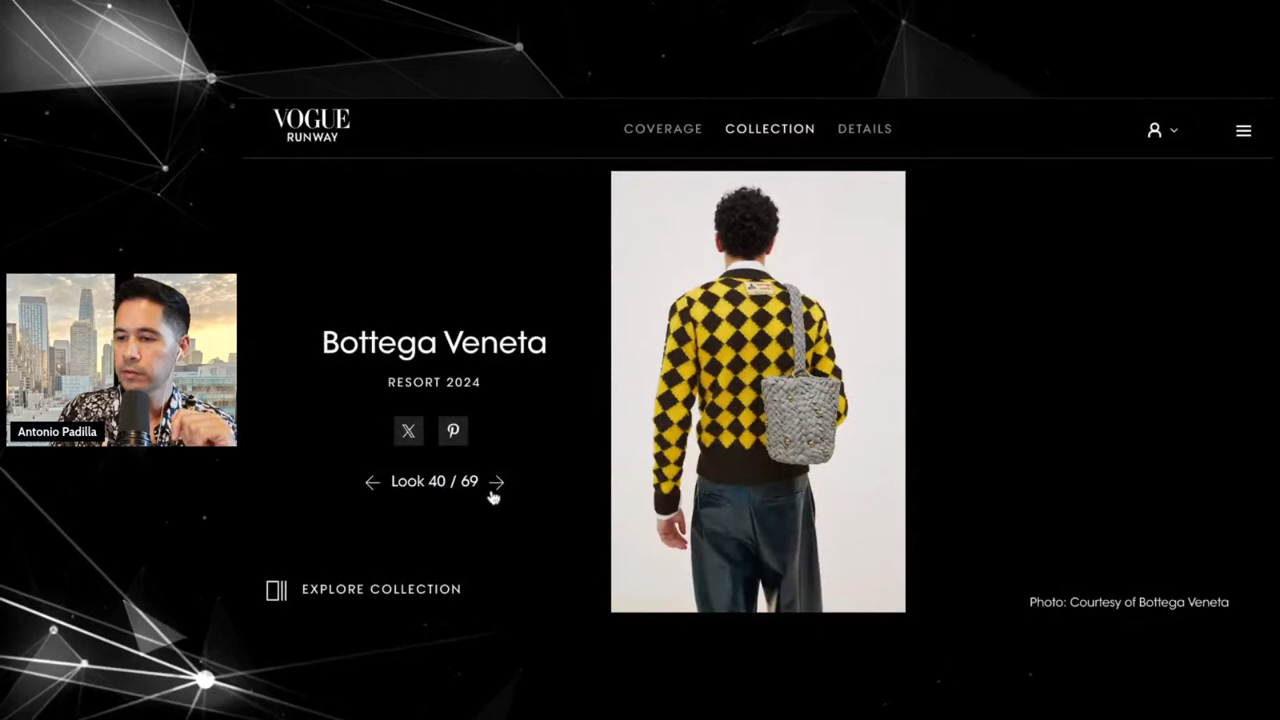 VOGUE
RUNWAY
COVERAGE COLLECTION DETAILS
Bottega Veneta
RESORT 2024
Look 40 / 69
EXPLORE COLLECTION
Photo: Courtesy of Bottega Veneta
Antonio Padilla